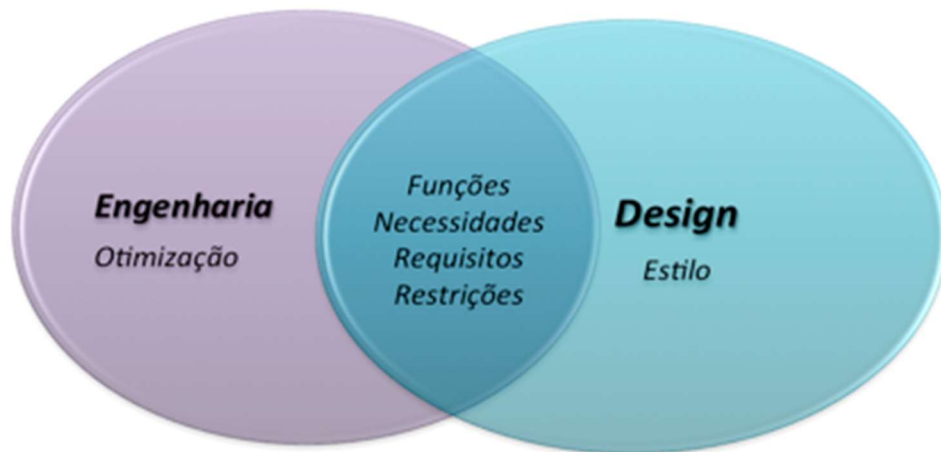 Engenharia
Otimização
Funções
Necessidades
Requisitos
Restrições
Design
Estilo